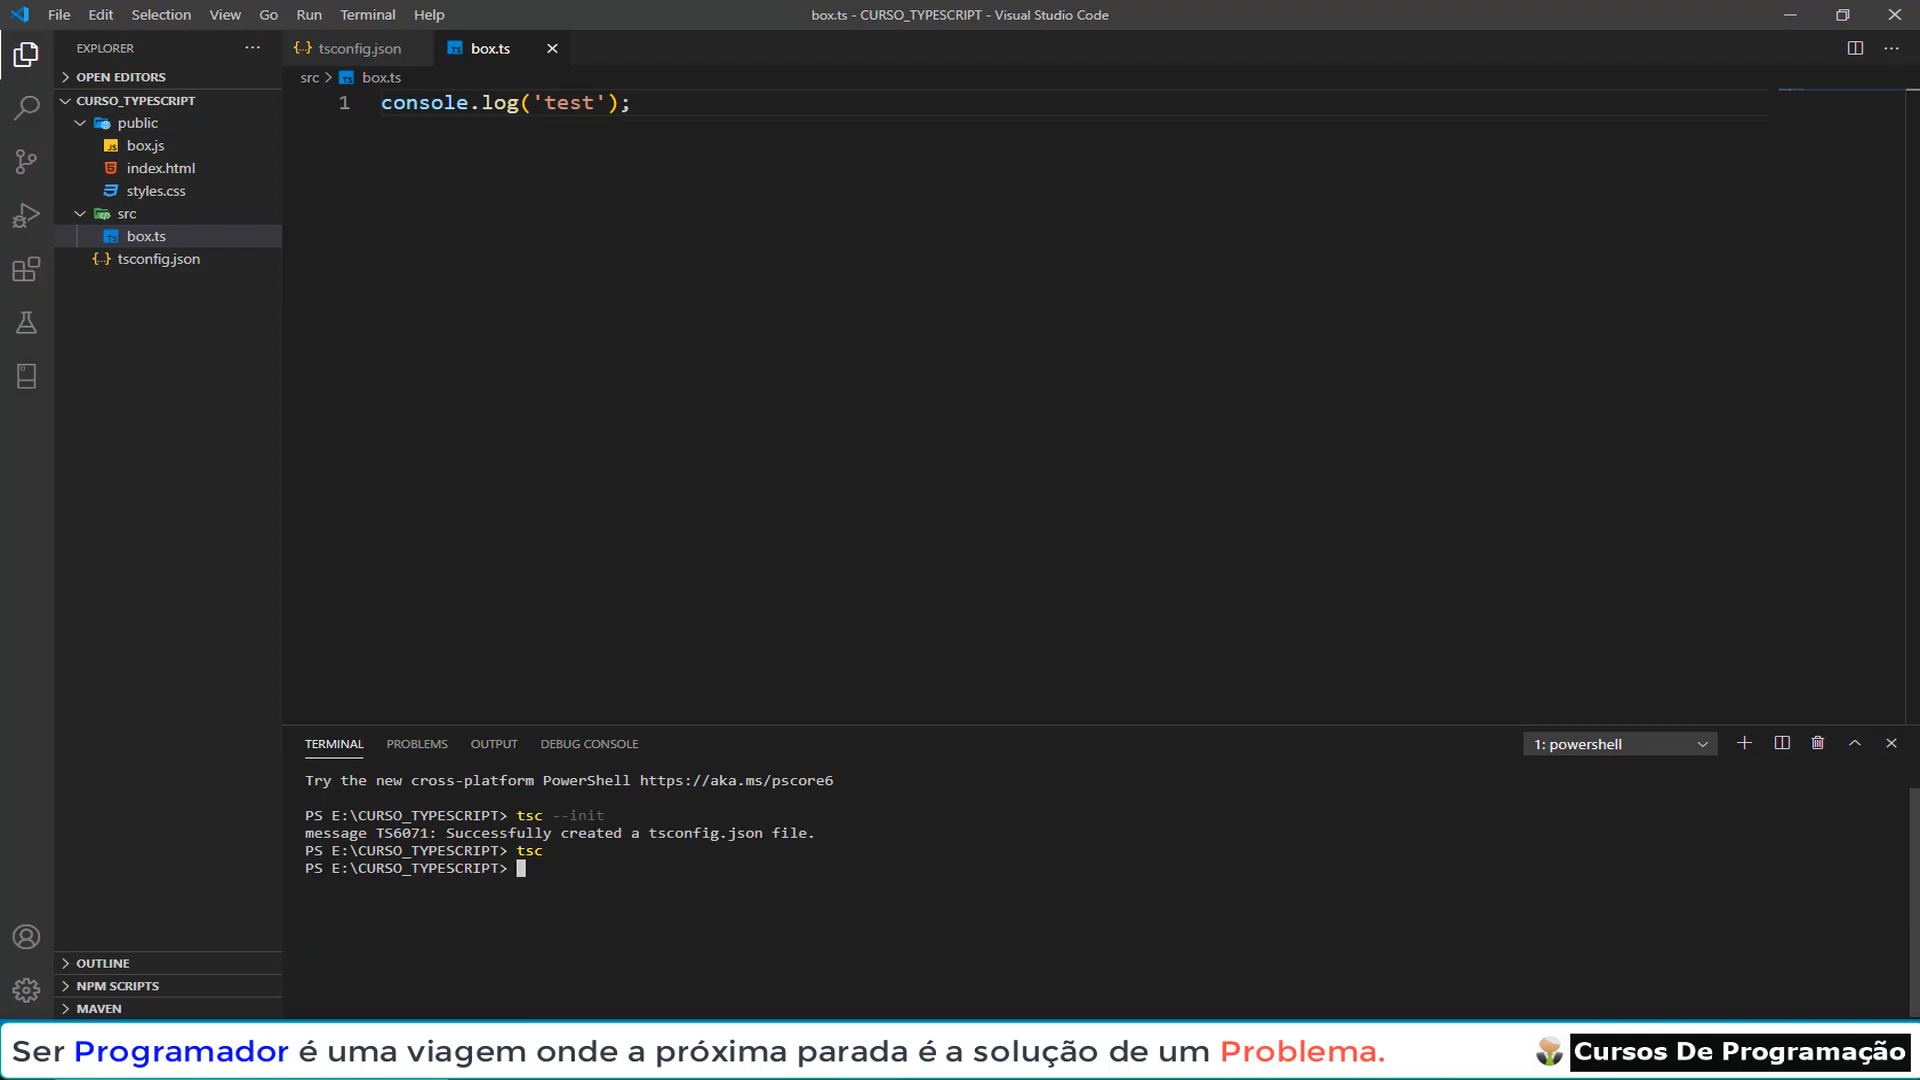 File Edit Selection View Go Run Terminal Help
box.ts - CURSO_TYPESCRIPT - Visual Studio Code
EXPLORER
OPEN EDITORS
CURSO_TYPESCRIPT
public
box.js
index.html
styles.css
src
box.ts
tsconfig.json
OUTLINE
NPM SCRIPTS
MAVEN
tsconfig.json
box.ts
src > box.ts
1 console.log('test');
TERMINAL PROBLEMS OUTPUT DEBUG CONSOLE
1: powershell
Try the new cross-platform PowerShell https://aka.ms/pscore6
PS E:\CURSO_TYPESCRIPT> tsc --init
message TS6071: Successfully created a tsconfig.json file.
PS E:\CURSO_TYPESCRIPT> tsc
PS E:\CURSO_TYPESCRIPT>
Ser Programador é uma viagem onde a próxima parada é a solução de um Problema.
Cursos De Programação